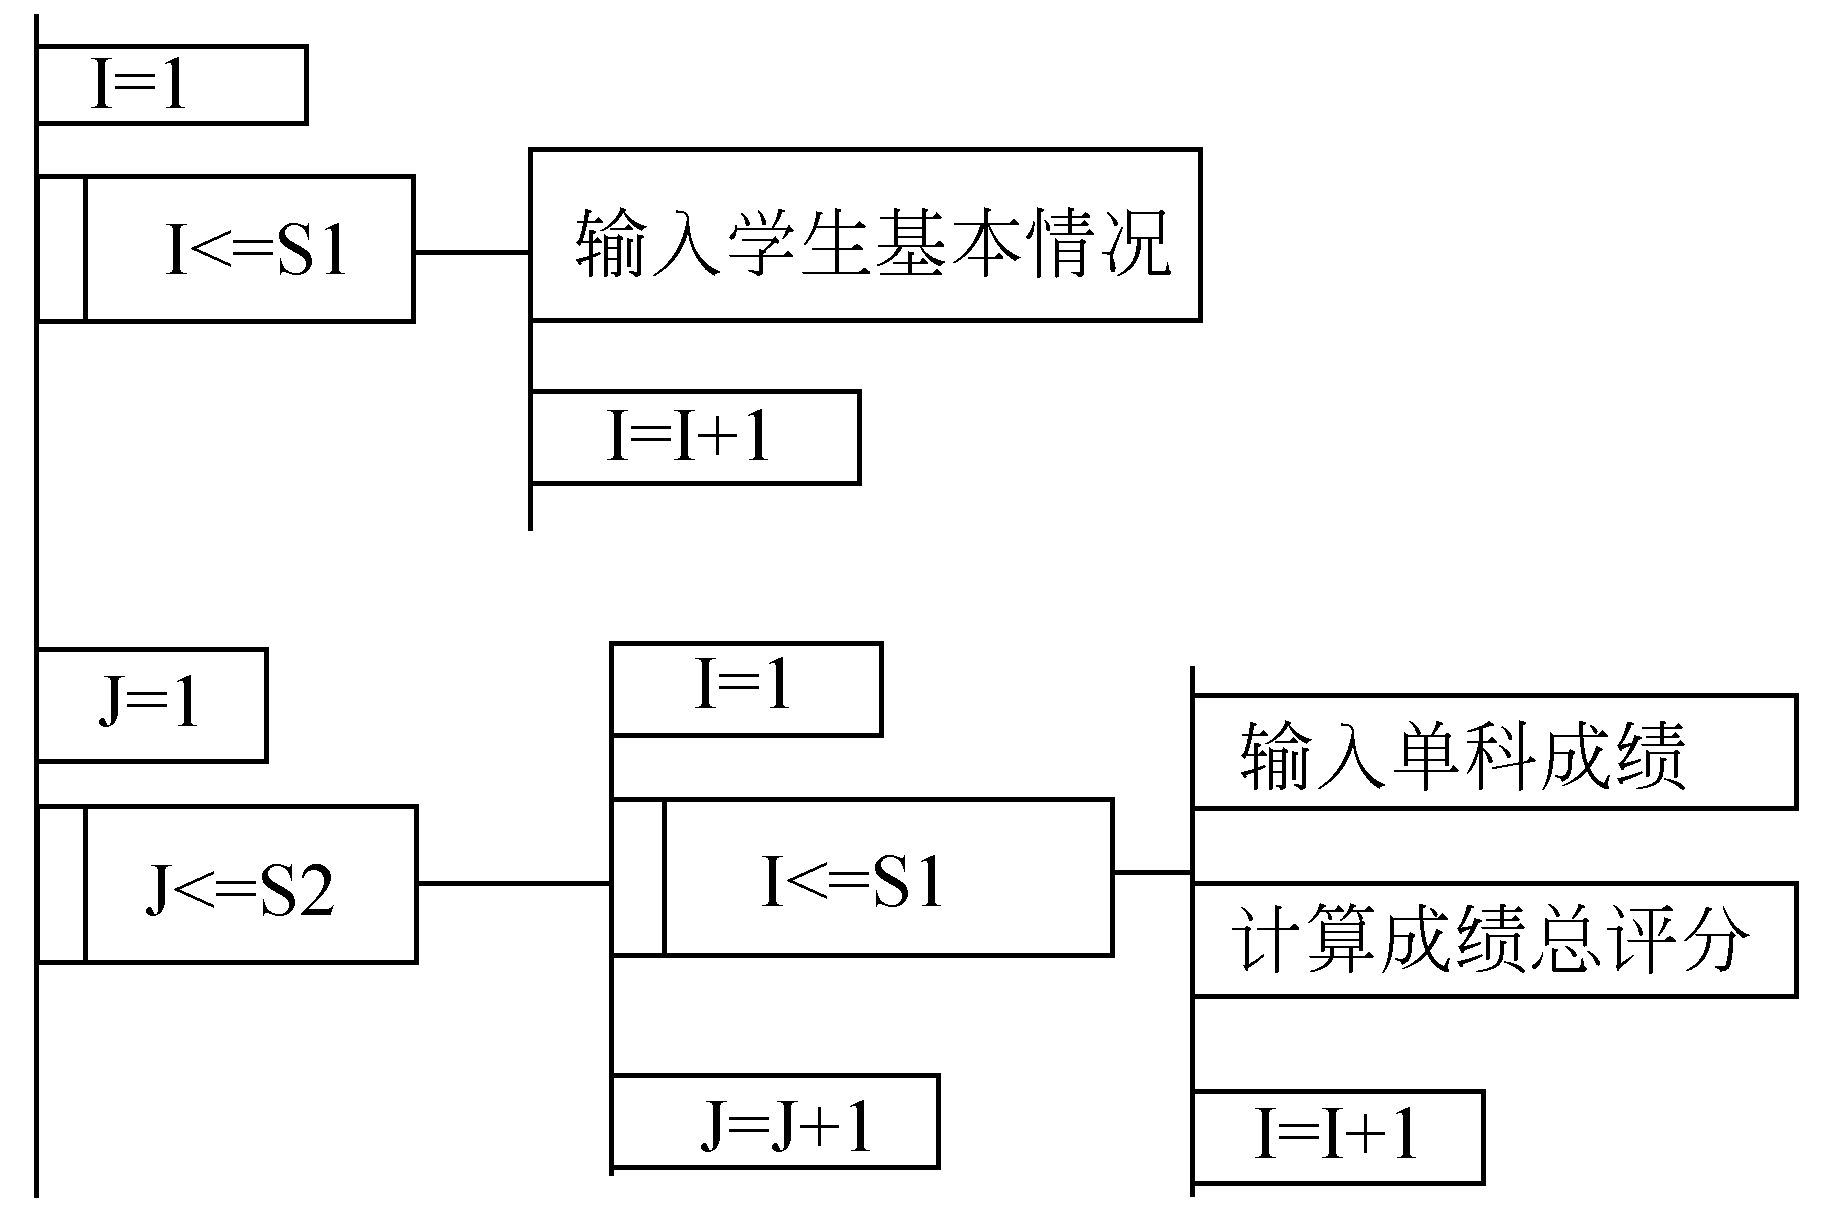 I=1
I<=S1
输入学生基本情况
I=I+1
J=1
J<=S2
I=1
I<=S1
J=J+1
输入单科成绩
计算成绩总评分
I=I+1